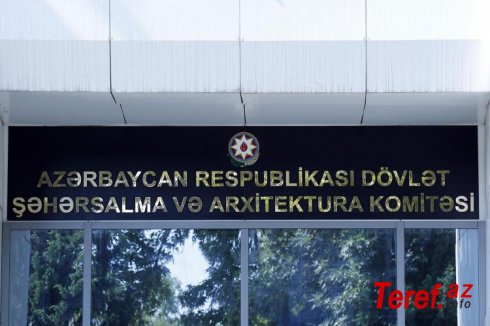 AZƏRBAYCAN RESPUBLİKASI DÖVLƏT
ŞƏHƏRSALMA VƏ ARXİTEKTURA KOMİTƏSİ
Teref.az